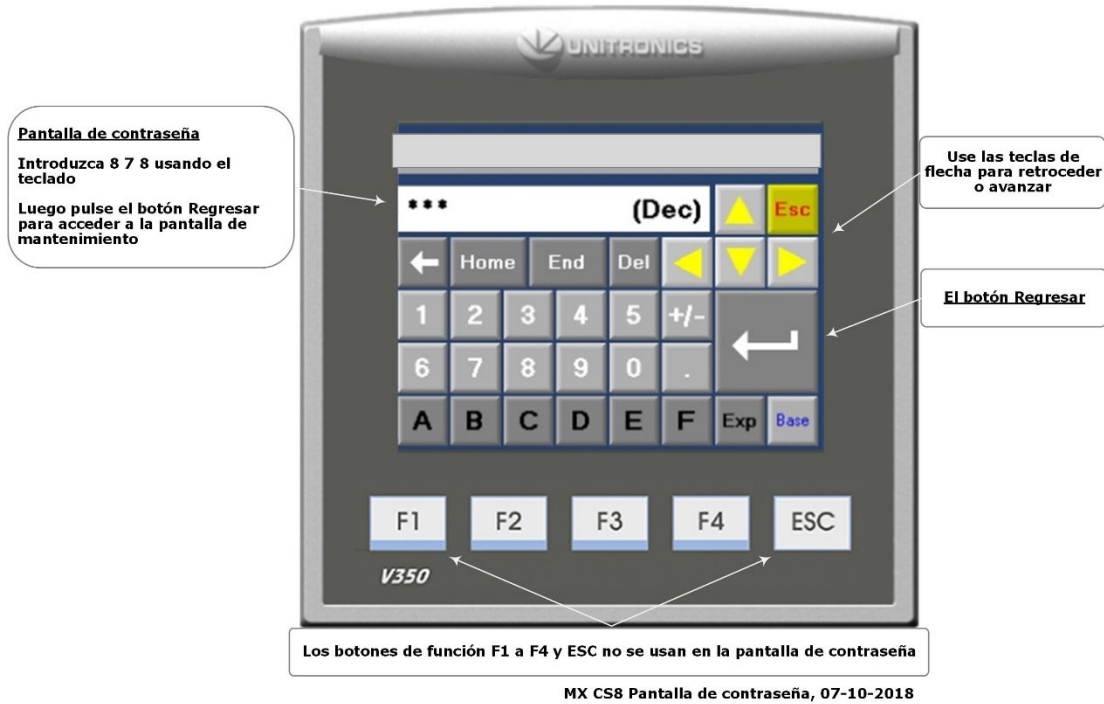 UNITRONICS
Pantalla de contraseña
Introduzca 8 7 8 usando el
teclado
Luego pulse el botón Regresar
para acceder a la pantalla de
mantenimiento
Use las teclas de
flecha para retroceder
o avanzar
El botón Regresar
*** (Dec) Esc
Home End Del
1 2 3 4 5 +/-
6 7 8 9 0 .
A B C D E F Exp Base
F1 F2 F3 F4 ESC
V350
Los botones de función F1 a F4 y ESC no se usan en la pantalla de contraseña
MX CS8 Pantalla de contraseña, 07-10-2018